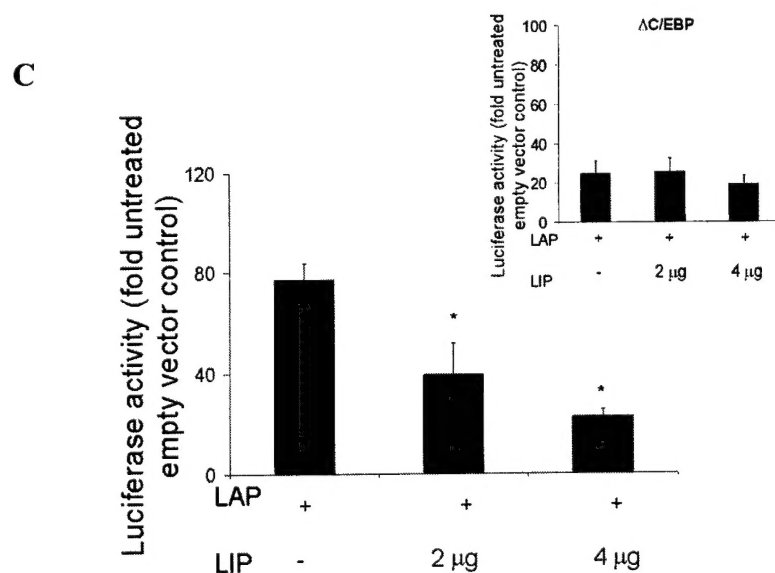 C
Luciferase activity (fold untreated
empty vector control)
120
80
40
0
*
*
LAP + + +
LIP - 2 µg 4 µg
ΔC/EBP
Luciferase activity (fold untreated
empty vector control)
100
80
60
40
20
0
LAP + + +
LIP - 2 µg 4 µg